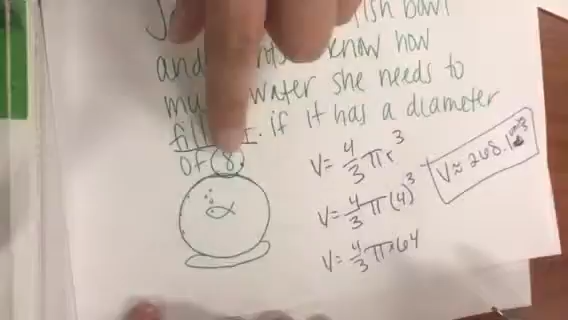 fish bowl
and know how
water she needs to
fill if it has a diameter
of 8.
V = 4/3 πr³
V = 4/3 π(4)³
V = 4/3 π×64
V ≈ 268.1